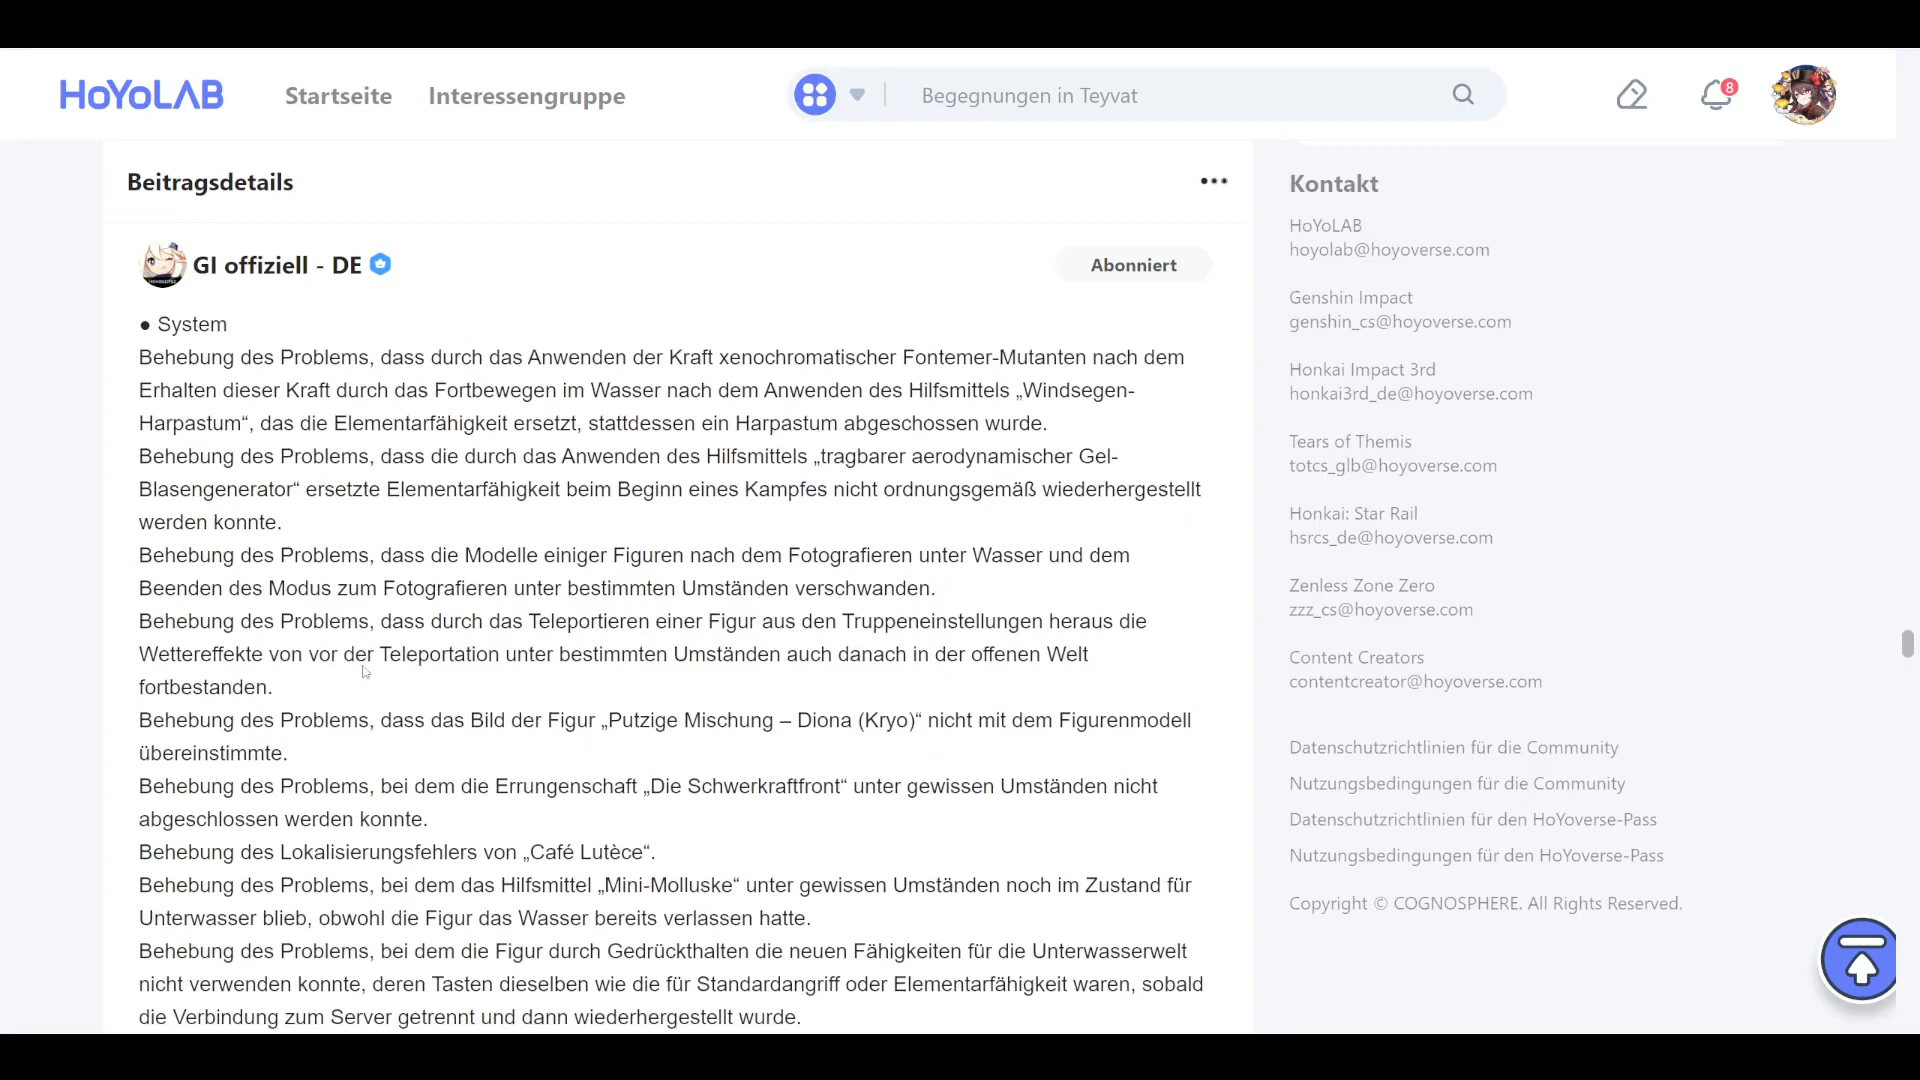 HoYoLAB
Startseite
Interessengruppe
Begegnungen in Teyvat
8
Beitragsdetails
GI offiziell - DE
Abonniert
● System
Behebung des Problems, dass durch das Anwenden der Kraft xenochromatischer Fontemer-Mutanten nach dem
Erhalten dieser Kraft durch das Fortbewegen im Wasser nach dem Anwenden des Hilfsmittels „Windsegen-
Harpastum“, das die Elementarfähigkeit ersetzt, stattdessen ein Harpastum abgeschossen wurde.
Behebung des Problems, dass die durch das Anwenden des Hilfsmittels „tragbarer aerodynamischer Gel-
Blasengenerator“ ersetzte Elementarfähigkeit beim Beginn eines Kampfes nicht ordnungsgemäß wiederhergestellt
werden konnte.
Behebung des Problems, dass die Modelle einiger Figuren nach dem Fotografieren unter Wasser und dem
Beenden des Modus zum Fotografieren unter bestimmten Umständen verschwanden.
Behebung des Problems, dass durch das Teleportieren einer Figur aus den Truppeneinstellungen heraus die
Wettereffekte von vor der Teleportation unter bestimmten Umständen auch danach in der offenen Welt
fortbestanden.
Behebung des Problems, dass das Bild der Figur „Putzige Mischung – Diona (Kryo)“ nicht mit dem Figurenmodell
übereinstimmte.
Behebung des Problems, bei dem die Errungenschaft „Die Schwerkraftfront“ unter gewissen Umständen nicht
abgeschlossen werden konnte.
Behebung des Lokalisierungsfehlers von „Café Lutèce“.
Behebung des Problems, bei dem das Hilfsmittel „Mini-Molluske“ unter gewissen Umständen noch im Zustand für
Unterwasser blieb, obwohl die Figur das Wasser bereits verlassen hatte.
Behebung des Problems, bei dem die Figur durch Gedrückthalten die neuen Fähigkeiten für die Unterwasserwelt
nicht verwenden konnte, deren Tasten dieselben wie die für Standardangriff oder Elementarfähigkeit waren, sobald
die Verbindung zum Server getrennt und dann wiederhergestellt wurde.
Kontakt
HoYoLAB
hoyolab@hoyoverse.com
Genshin Impact
genshin_cs@hoyoverse.com
Honkai Impact 3rd
honkai3rd_de@hoyoverse.com
Tears of Themis
totcs_glb@hoyoverse.com
Honkai: Star Rail
hsrcs_de@hoyoverse.com
Zenless Zone Zero
zzz_cs@hoyoverse.com
Content Creators
contentcreator@hoyoverse.com
Datenschutzrichtlinien für die Community
Nutzungsbedingungen für die Community
Datenschutzrichtlinien für den HoYoverse-Pass
Nutzungsbedingungen für den HoYoverse-Pass
Copyright © COGNOSPHERE. All Rights Reserved.